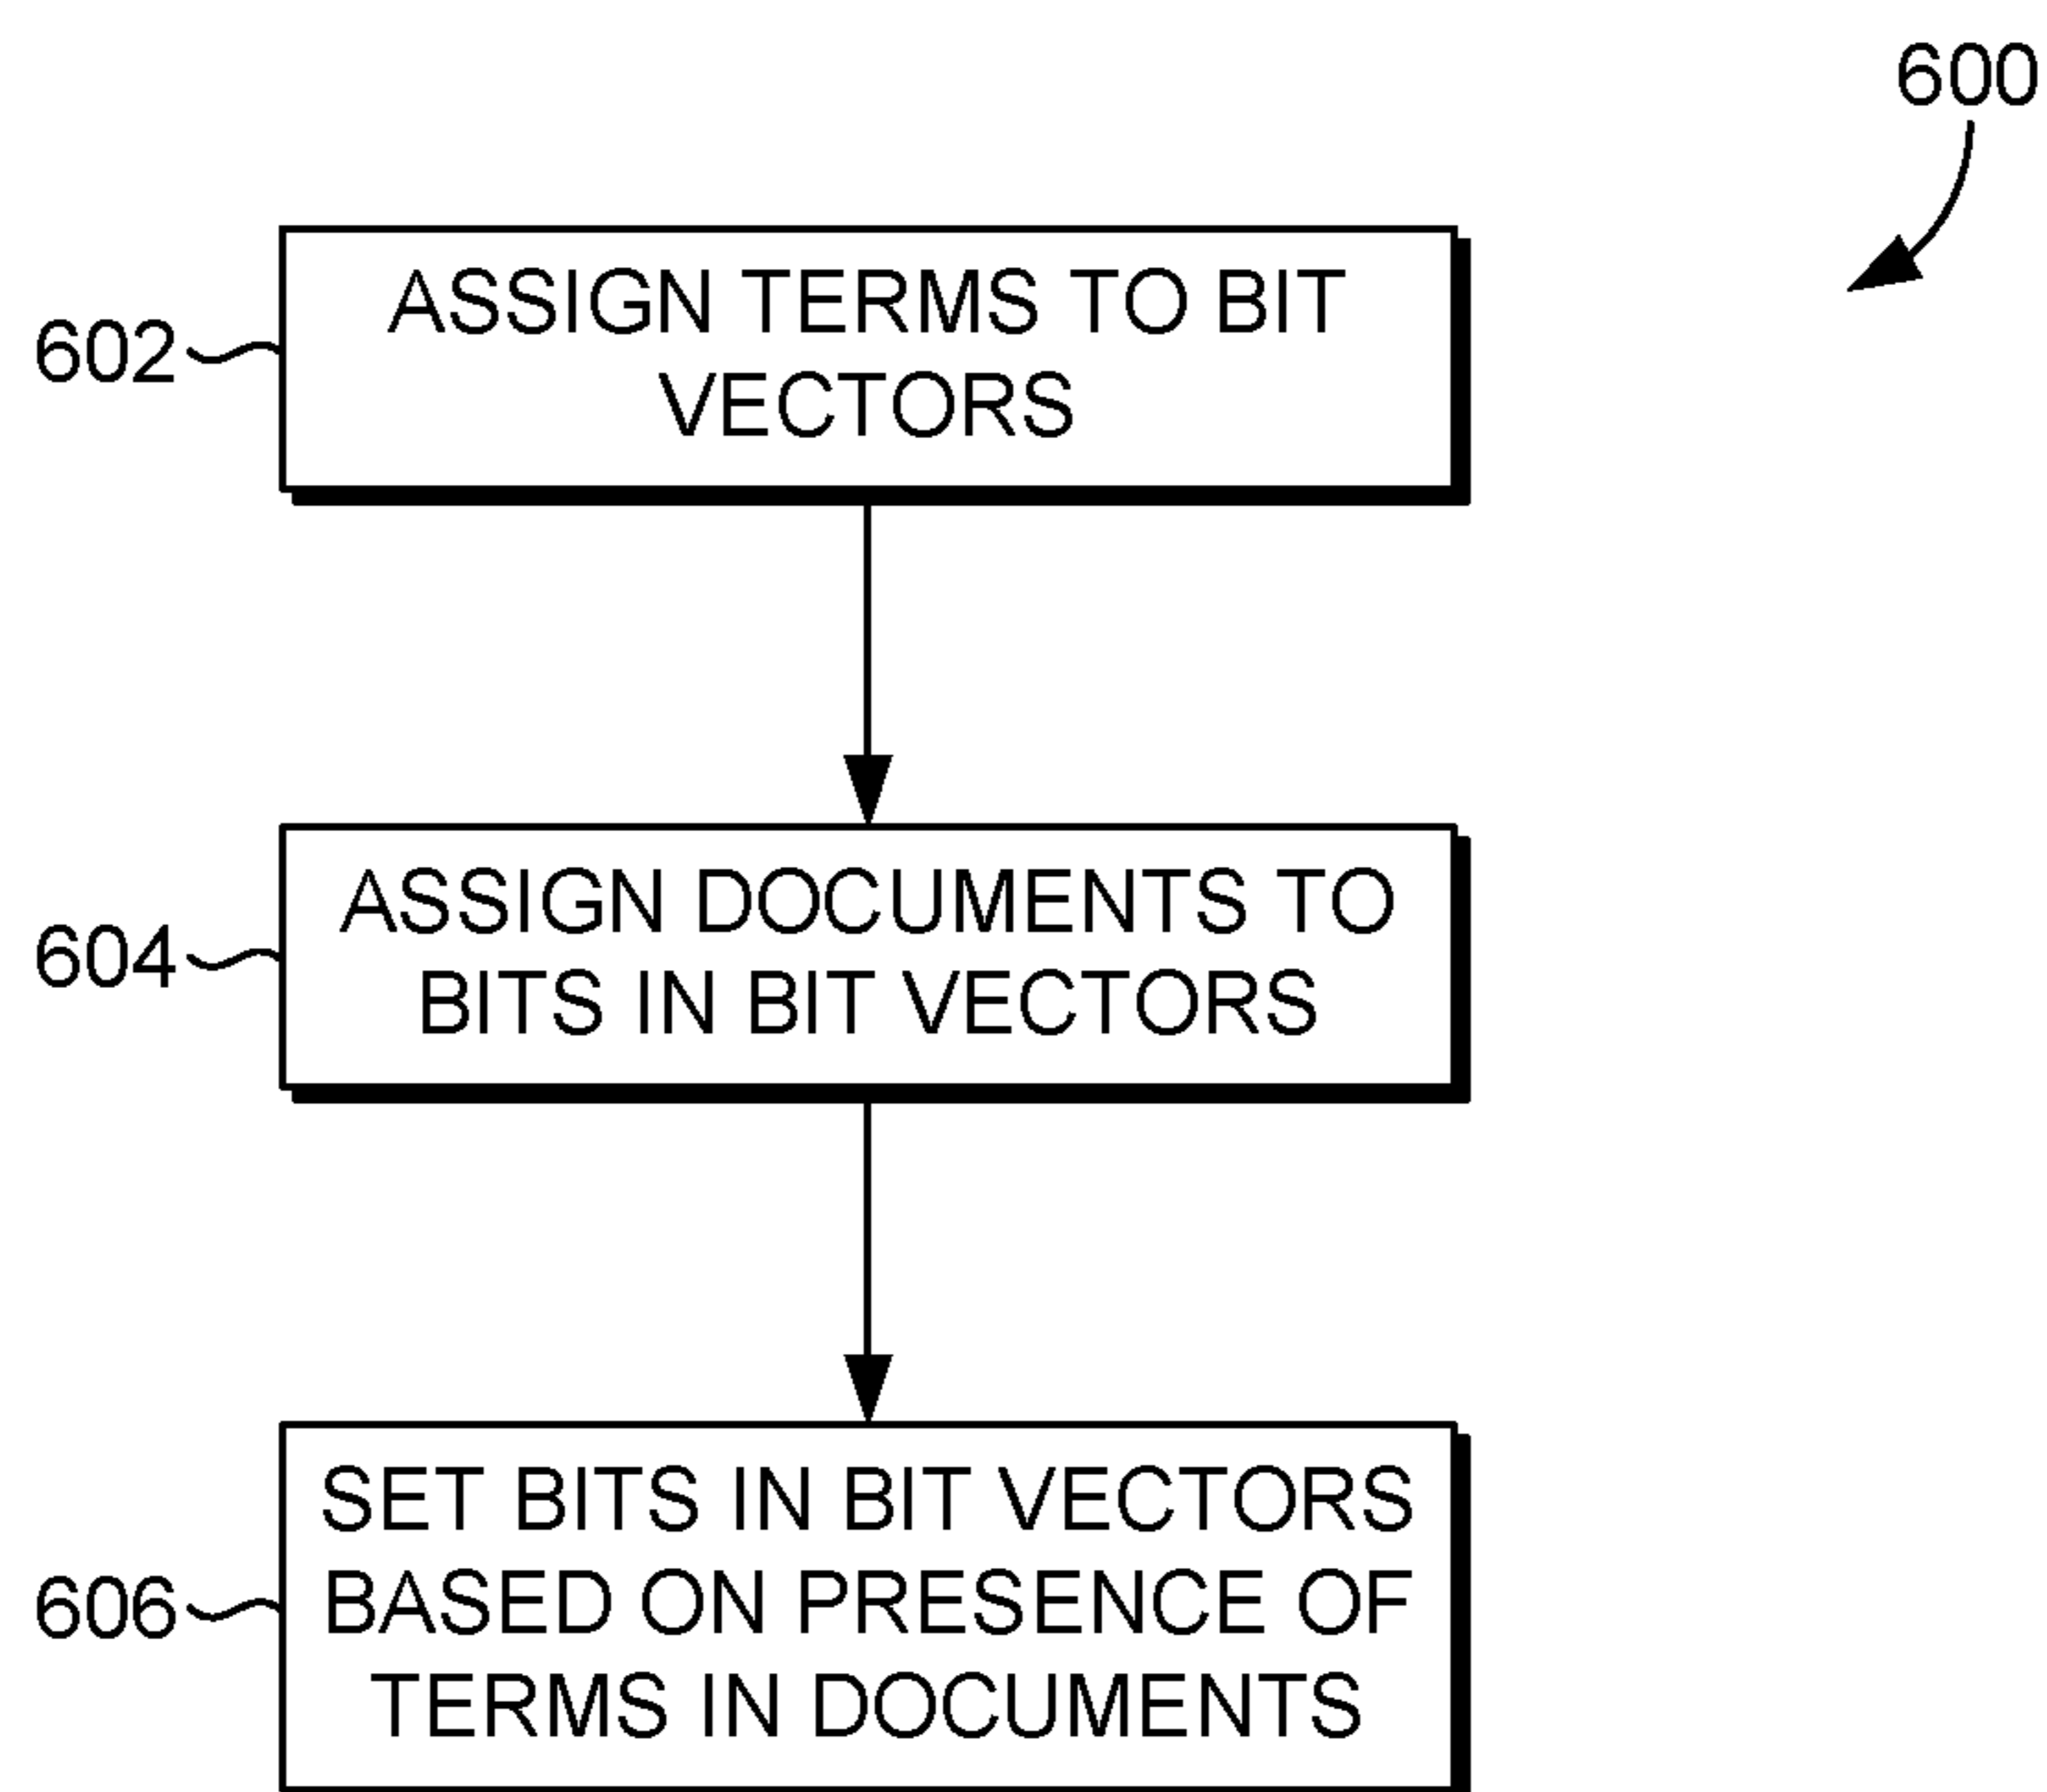 600
602
ASSIGN TERMS TO BIT
VECTORS
604
ASSIGN DOCUMENTS TO
BITS IN BIT VECTORS
606
SET BITS IN BIT VECTORS
BASED ON PRESENCE OF
TERMS IN DOCUMENTS